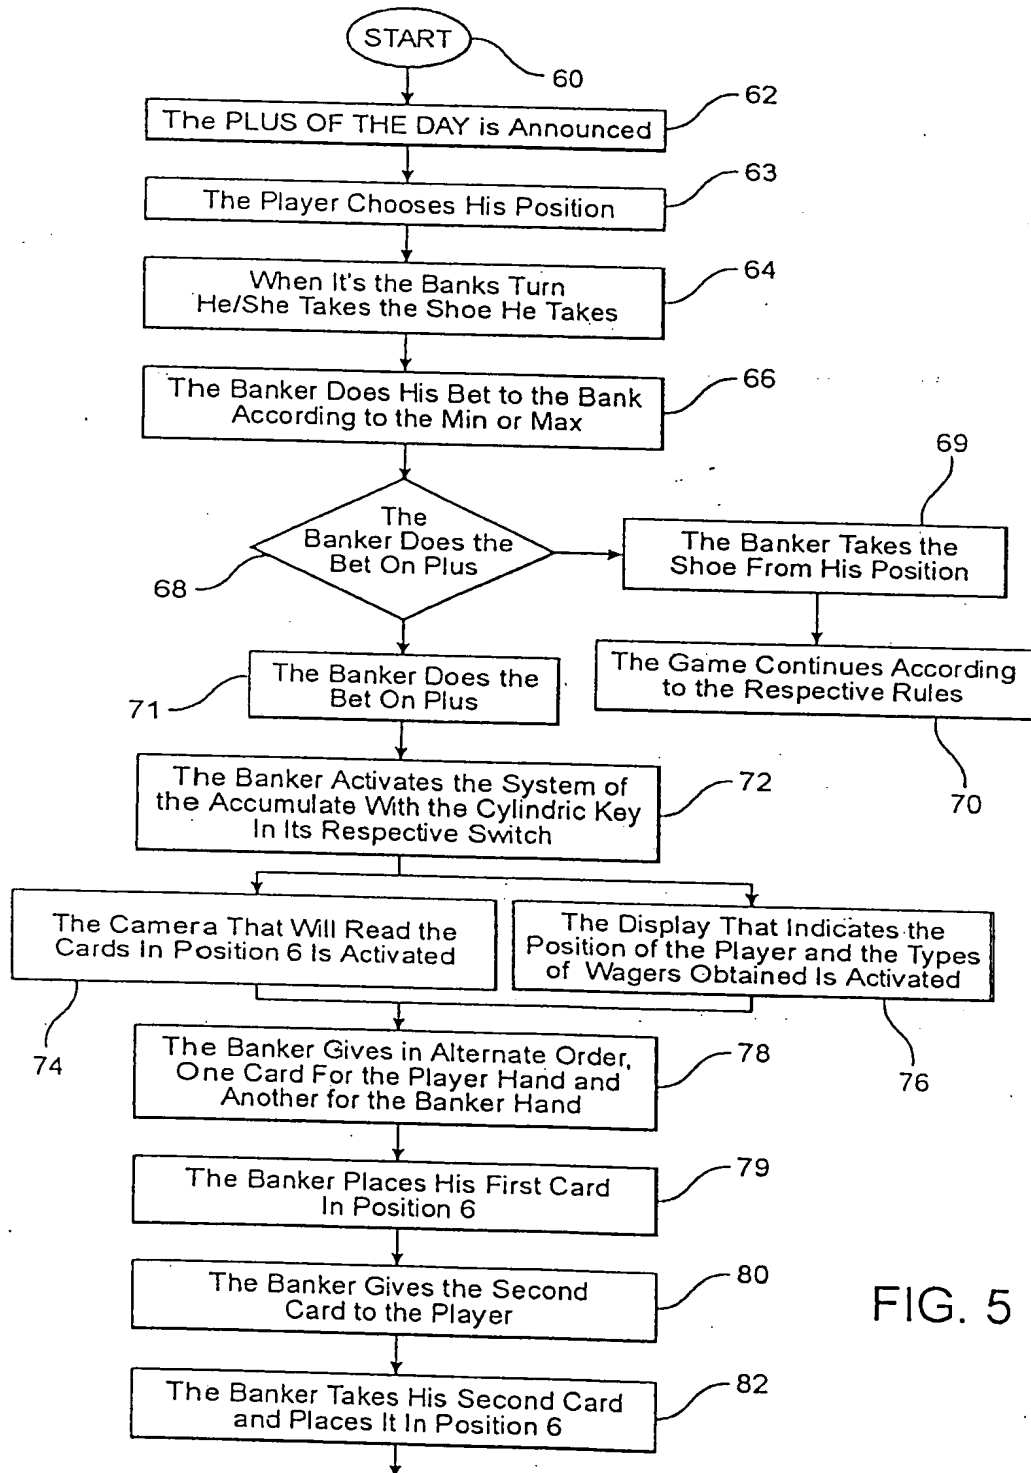 START
60
The PLUS OF THE DAY is Announced
62
The Player Chooses His Position
63
When It's the Banks Turn
He/She Takes the Shoe He Takes
64
The Banker Does His Bet to the Bank
According to the Min or Max
66
The
Banker Does the
Bet On Plus
68
69
The Banker Takes the
Shoe From His Position
The Game Continues According
to the Respective Rules
70
The Banker Does the
Bet On Plus
71
The Banker Activates the System of
the Accumulate With the Cylindric Key
In Its Respective Switch
72
The Camera That Will Read the
Cards In Position 6 Is Activated
74
The Display That Indicates the
Position of the Player and the Types
of Wagers Obtained Is Activated
76
The Banker Gives in Alternate Order,
One Card For the Player Hand and
Another for the Banker Hand
78
The Banker Places His First Card
In Position 6
79
The Banker Gives the Second
Card to the Player
80
The Banker Takes His Second Card
and Places It In Position 6
82
FIG. 5